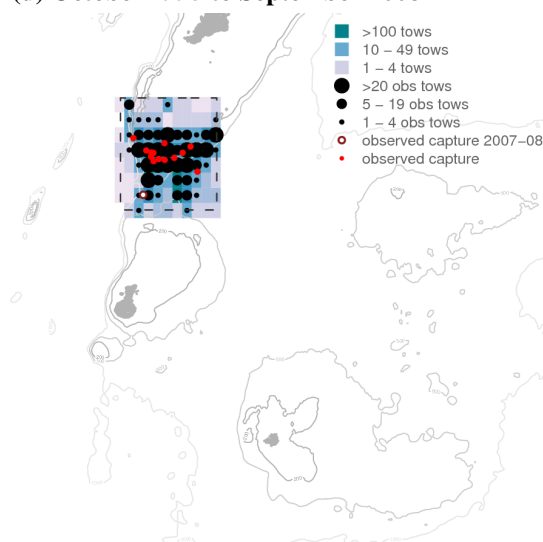 >100 tows
10 − 49 tows
1 − 4 tows
>20 obs tows
5 − 19 obs tows
1 − 4 obs tows
observed capture 2007−08
observed capture